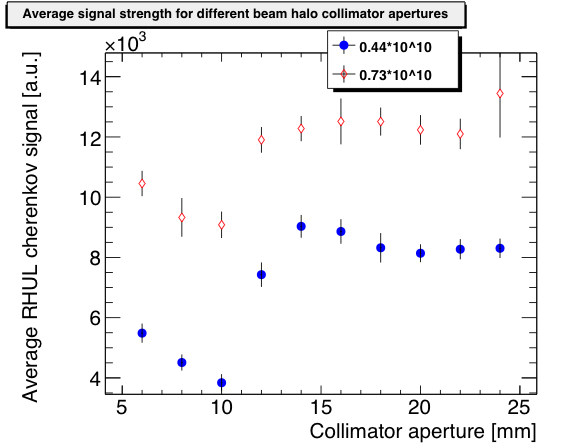 Average signal strength for different beam halo collimator apertures
×10³
0.44*10^10
0.73*10^10
Average RHUL cherenkov signal [a.u.]
14
12
10
8
6
4
5 10 15 20 25
Collimator aperture [mm]